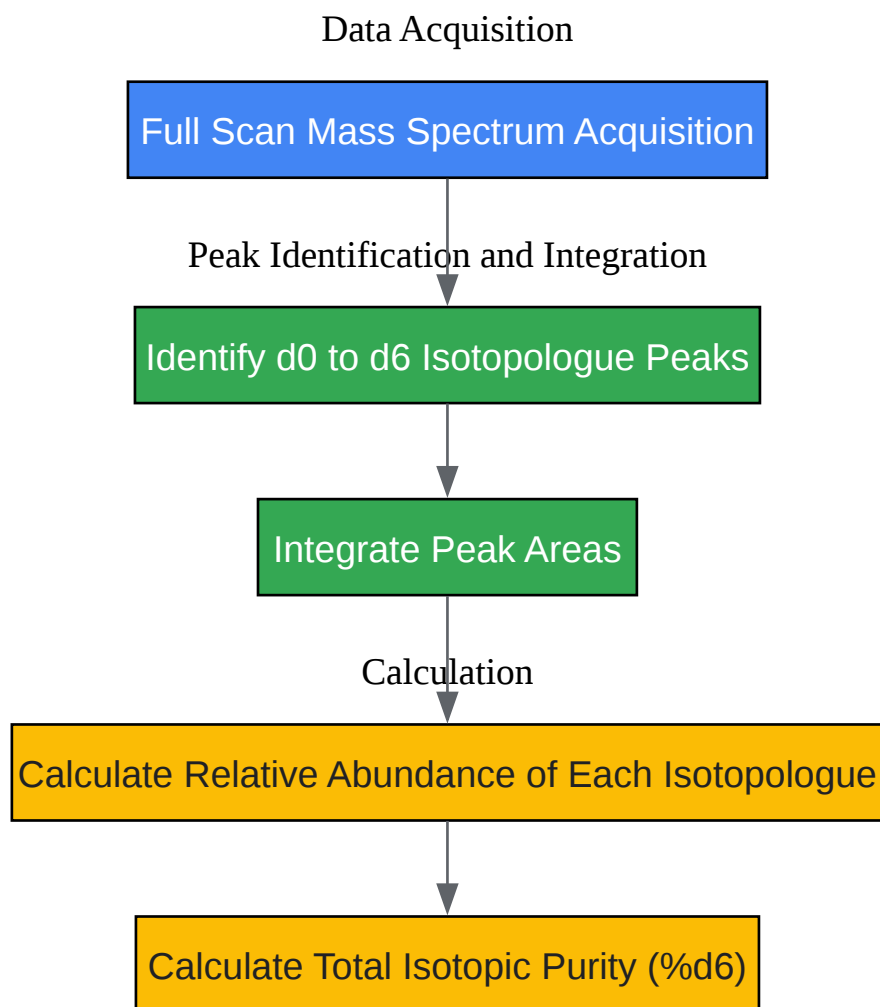 Data Acquisition
Full Scan Mass Spectrum Acquisition
Peak Identification and Integration
Identify d0 to d6 Isotopologue Peaks
Integrate Peak Areas
Calculation
Calculate Relative Abundance of Each Isotopologue
Calculate Total Isotopic Purity (%d6)